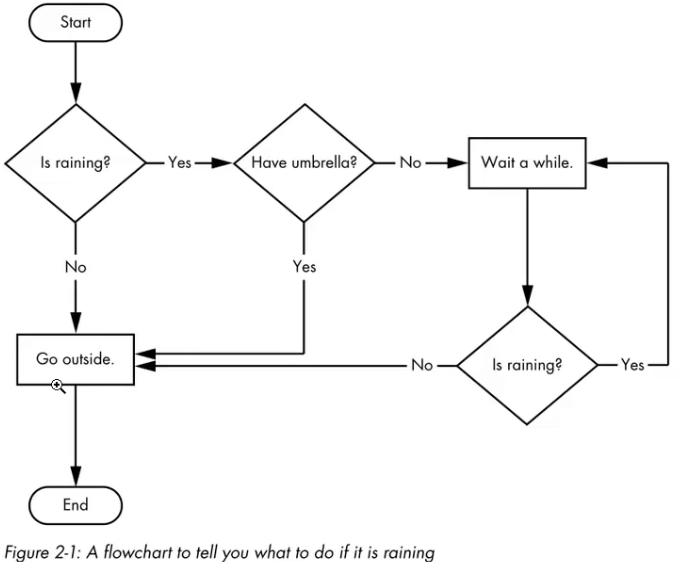 Start
Is raining?
Yes
Have umbrella?
No
Wait a while.
No
Yes
Go outside.
No
Is raining?
Yes
End
Figure 2-1: A flowchart to tell you what to do if it is raining